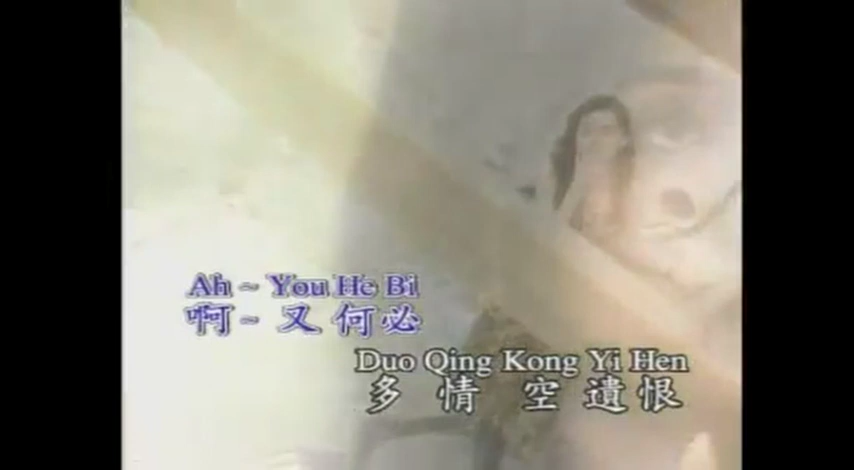 Ah ~ You He Bi
啊~ 又 何 必
Duo Qing Kong Yi Hen
多 情 空 遺 恨